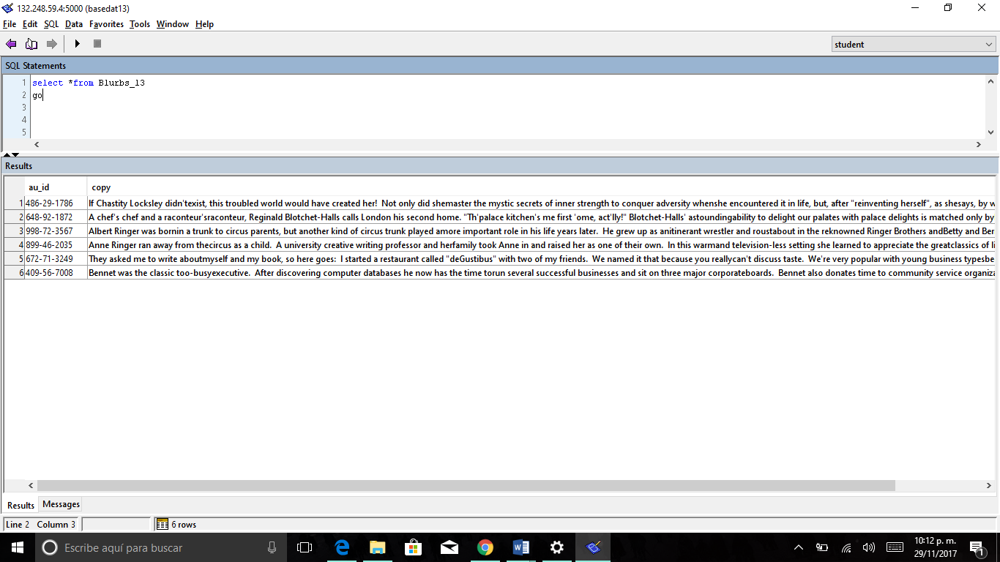 132.248.59.4:5000 (basedat13)
File Edit SQL Data Favorites Tools Window Help
student
SQL Statements
1 select *from Blurbs_13
2 go
3
4
5
Results
au_id copy
1 486-29-1786 If Chastity Locksley didn'texist, this troubled world would have created her!  Not only did shemaster the mystic secrets of inner strength to conquer adversity whenshe encountered it in life, but, after "reinventing herself", as shesays, by w
2 648-92-1872 A chef's chef and a raconteur'sraconteur, Reginald Blotchet-Halls calls London his second home. "Th'palace kitchen's me first 'ome, act'lly!" Blotchet-Halls' astoundingability to delight our palates with palace delights is matched only by
3 998-72-3567 Albert Ringer was bornin a trunk to circus parents, but another kind of circus trunk played amore important role in his life years later.  He grew up as anitinerant wrestler and roustabout in the reknowned Ringer Brothers andBetty and Ber
4 899-46-2035 Anne Ringer ran away from thecircus as a child.  A university creative writing professor and herfamily took Anne in and raised her as one of their own.  In this warmand television-less setting she learned to appreciate the greatclassics of li
5 672-71-3249 They asked me to write aboutmyself and my book, so here goes:  I started a restaurant called "deGustibus" with two of my friends.  We named it that because you reallycan't discuss taste.  We're very popular with young business typesbe
6 409-56-7008 Bennet was the classic too-busyexecutive.  After discovering computer databases he now has the time torun several successful businesses and sit on three major corporateboards.  Bennet also donates time to community service organiza
Results Messages
Line 2 Column 3 6 rows
Escribe aquí para buscar
10:12 p. m.
29/11/2017
1